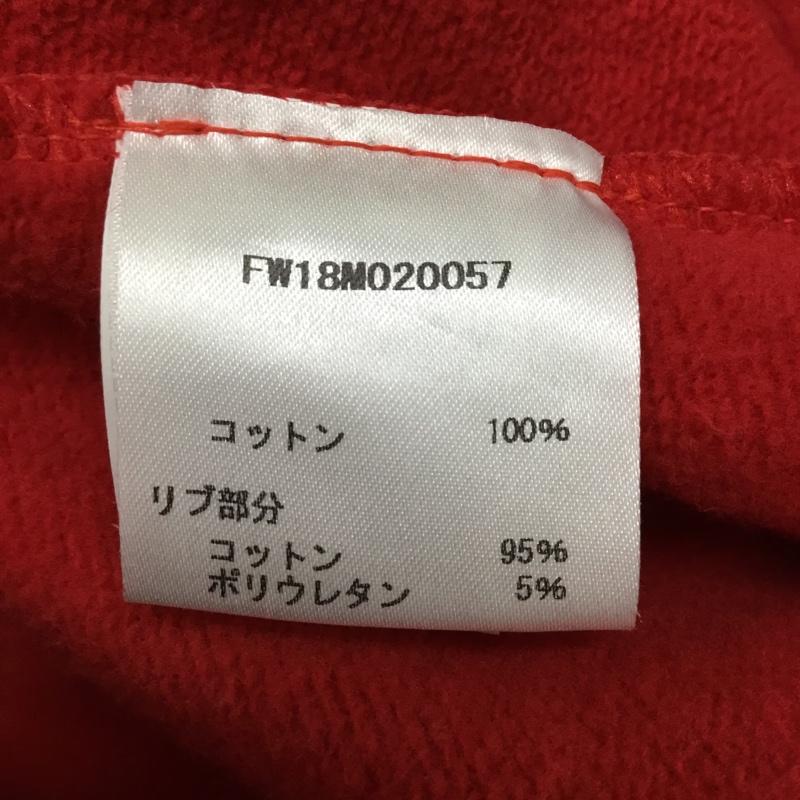 FW18M020057
コットン 100%
リブ部分
コットン 95%
ポリウレタン 5%